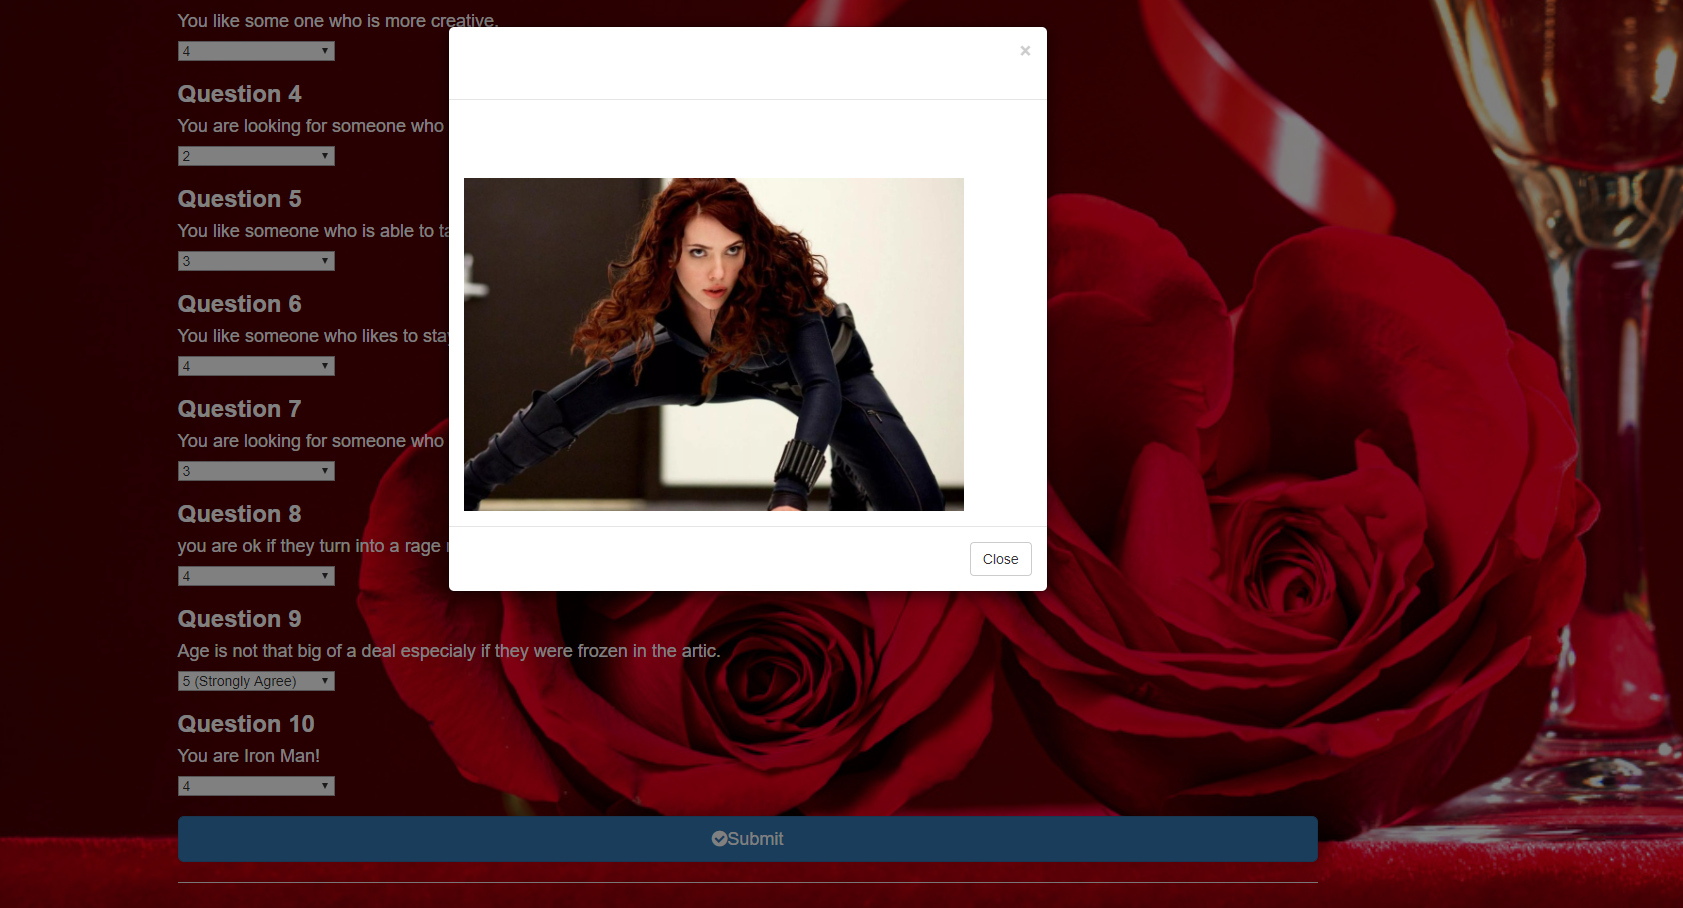 You like some one who is more creative.
4
×
Question 4
You are looking for someone who
2
Question 5
You like someone who is able to
3
Question 6
You like someone who likes to
4
Question 7
You are looking for someone who
3
Question 8
you are ok if they turn into a rage
4
Close
Question 9
Age is not that big of a deal especialy if they were frozen in the artic.
5 (Strongly Agree)
Question 10
You are Iron Man!
4
Submit